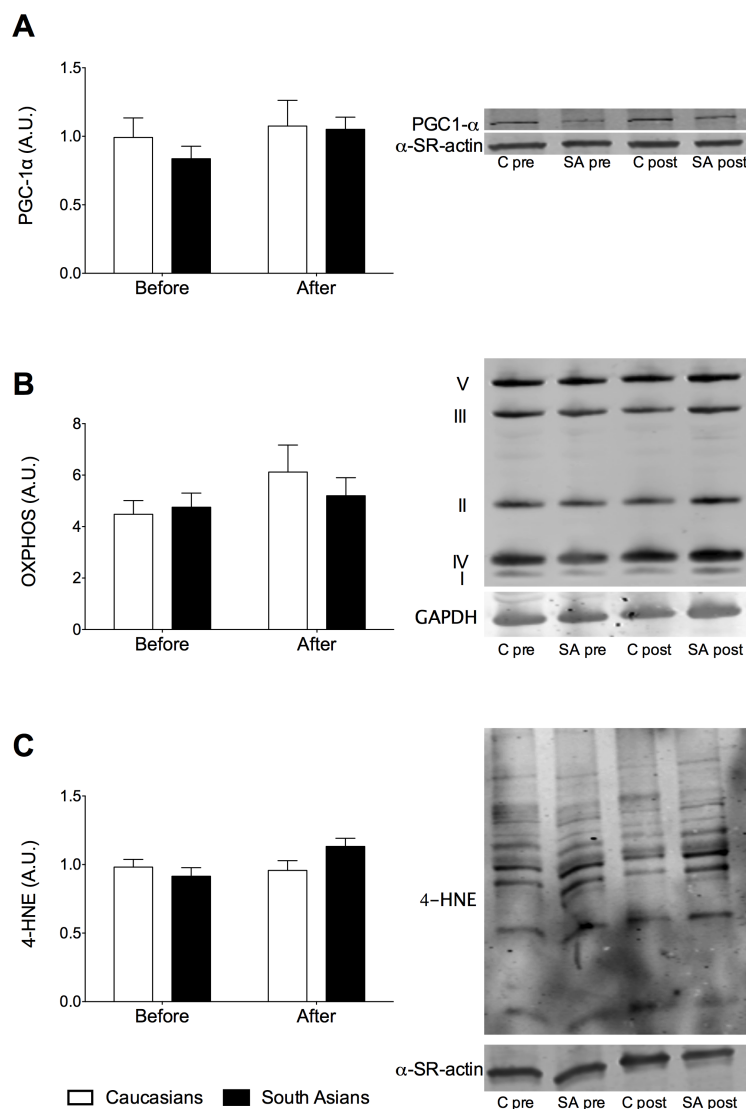 A
PGC-1α (A.U.)
1.5
1.0
0.5
0.0
Before After
PGC1-α
α-SR-actin
C pre SA pre C post SA post
B
OXPHOS (A.U.)
8
6
4
2
0
Before After
V
III
II
IV
I
GAPDH
C pre SA pre C post SA post
C
4-HNE (A.U.)
1.5
1.0
0.5
0.0
Before After
4-HNE
α-SR-actin
C pre SA pre C post SA post
Caucasians South Asians